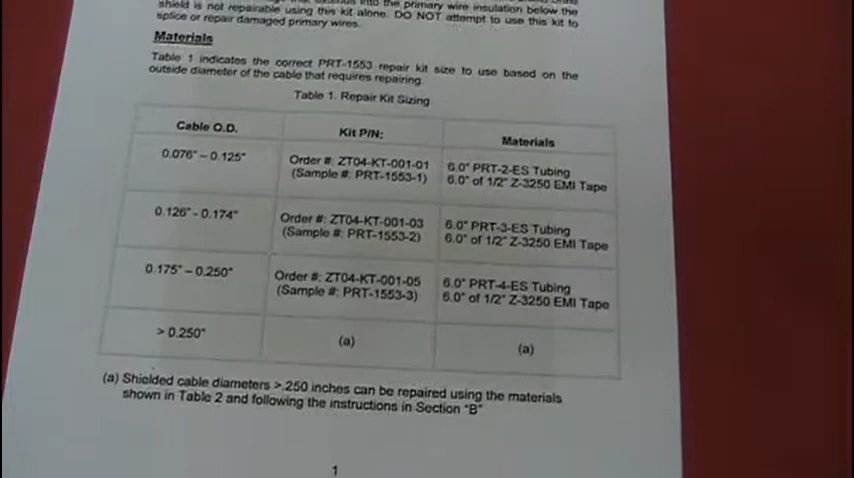 into the primary wire insulation below the
shield is not repairable using this kit alone. DO NOT attempt to use this kit to
splice or repair damaged primary wires.
Materials
Table 1 indicates the correct PRT-1553 repair kit size to use based on the
outside diameter of the cable that requires repairing.
Table 1. Repair Kit Sizing
Cable O.D. Kit P/N: Materials
0.076" – 0.125" Order #: ZT04-KT-001-01 6.0" PRT-2-ES Tubing
(Sample #: PRT-1553-1) 6.0" of 1/2" Z-3250 EMI Tape
0.126" - 0.174" Order #: ZT04-KT-001-03 6.0" PRT-3-ES Tubing
(Sample #: PRT-1553-2) 6.0" of 1/2" Z-3250 EMI Tape
0.175" – 0.250" Order #: ZT04-KT-001-05 6.0" PRT-4-ES Tubing
(Sample #: PRT-1553-3) 6.0" of 1/2" Z-3250 EMI Tape
> 0.250" (a) (a)
(a) Shielded cable diameters >.250 inches can be repaired using the materials
shown in Table 2 and following the instructions in Section "B"
1